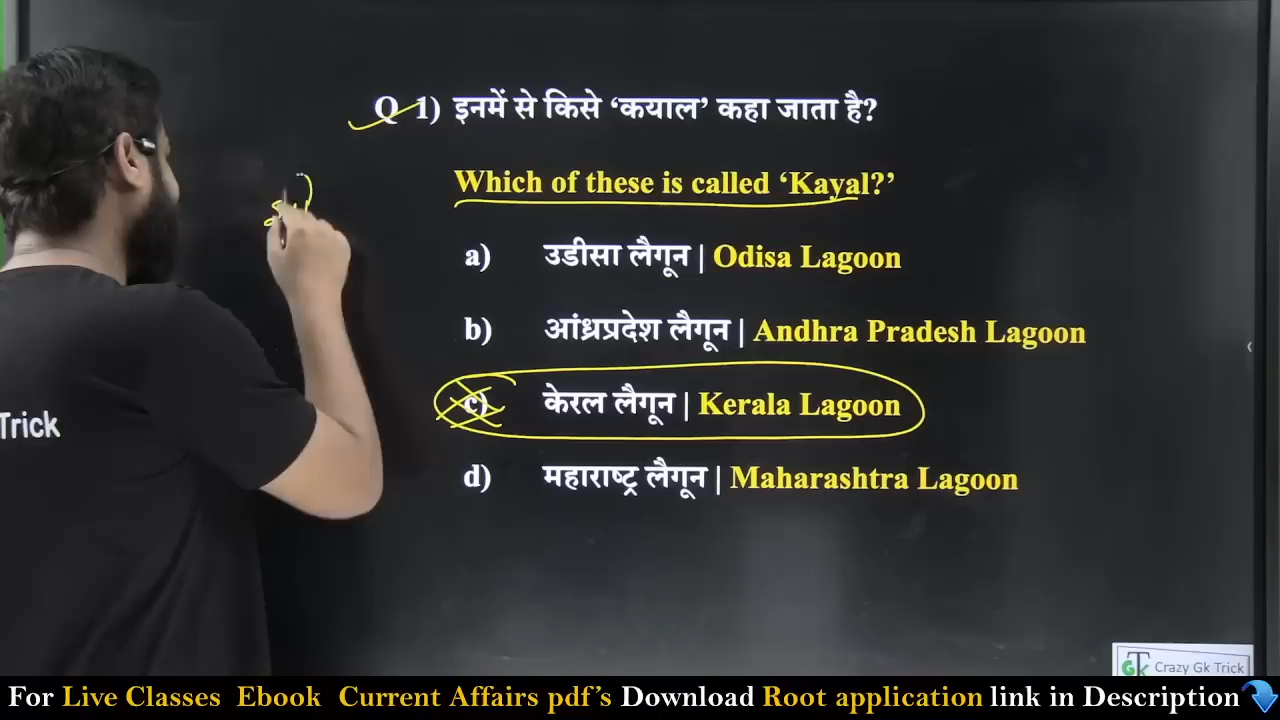 Q 1) इनमें से किसे ‘कयाल’ कहा जाता है?
Which of these is called ‘Kayal?’
a) उडीसा लैगून | Odisa Lagoon
b) आंध्रप्रदेश लैगून | Andhra Pradesh Lagoon
c) केरल लैगून | Kerala Lagoon
d) महाराष्ट्र लैगून | Maharashtra Lagoon
Trick
GK Crazy Gk Trick
For Live Classes Ebook Current Affairs pdf’s Download Root application link in Description